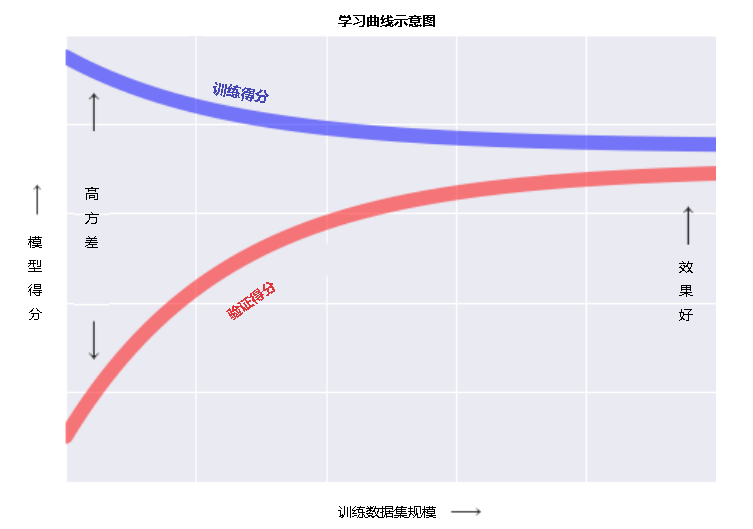 学习曲线示意图
训练得分
高方差
模型得分
验证得分
效果好
训练数据集规模